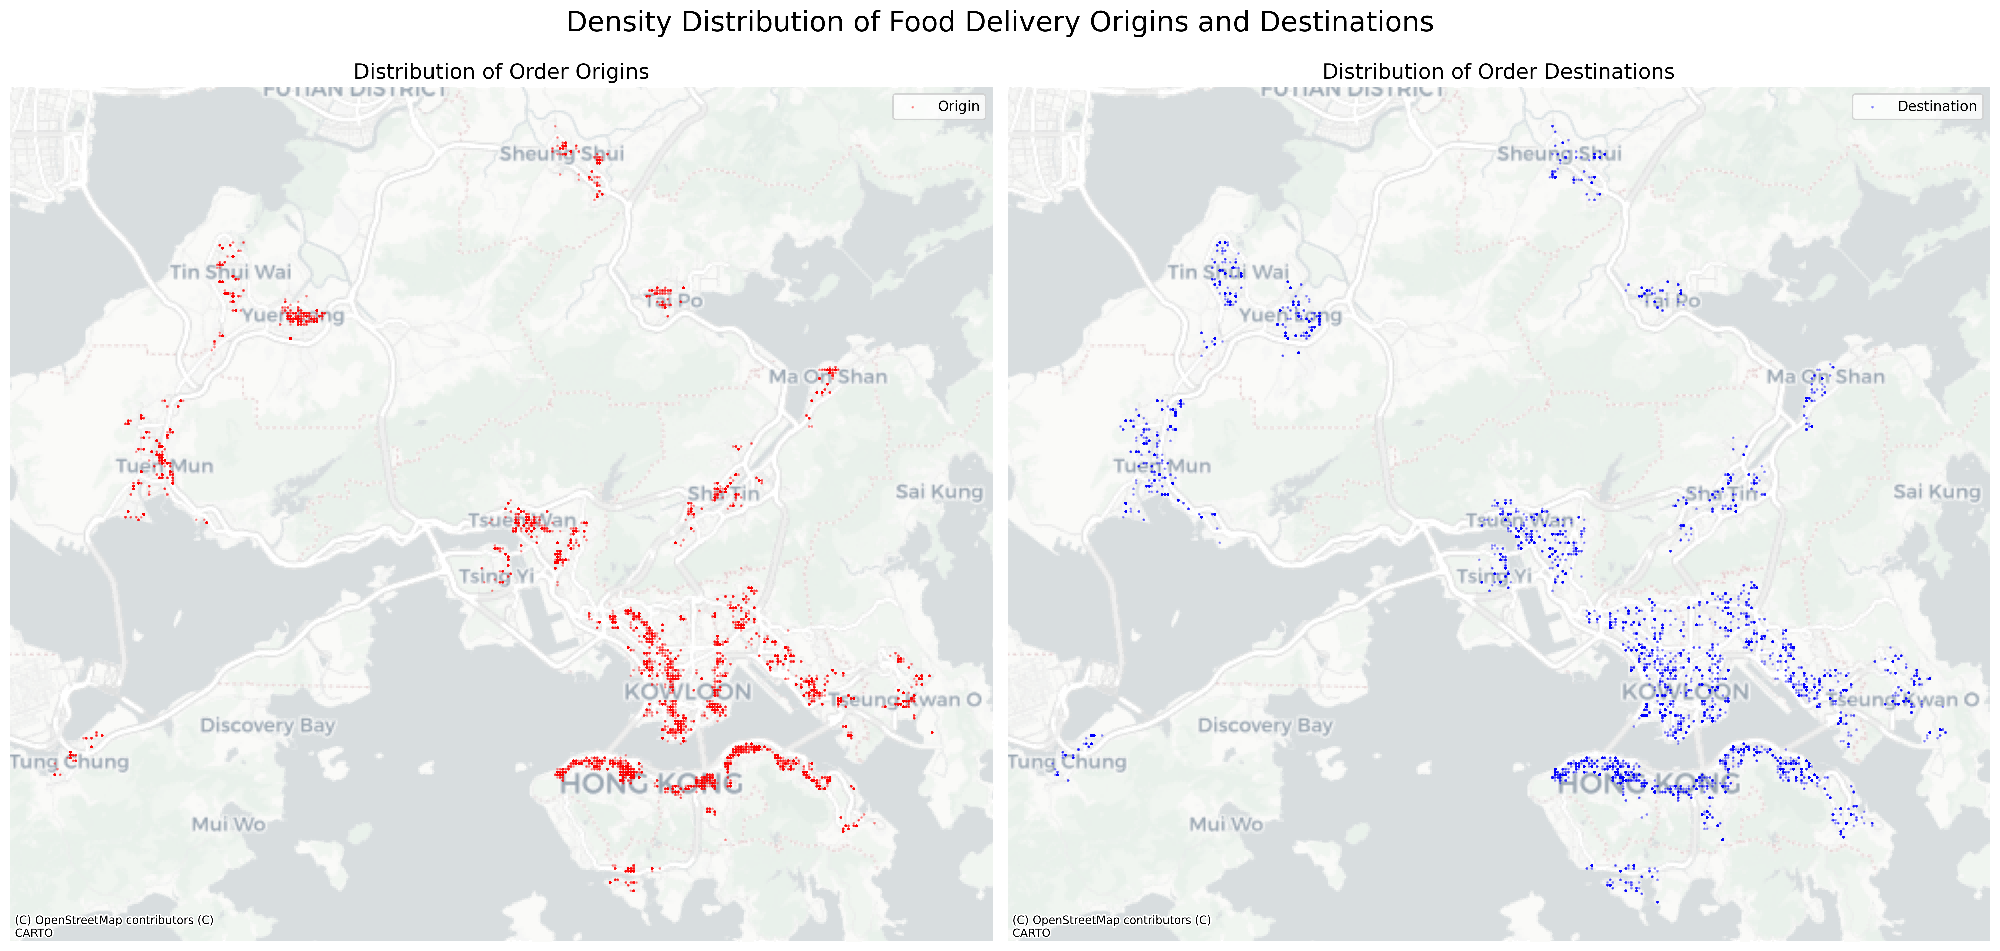 Density Distribution of Food Delivery Origins and Destinations
Distribution of Order Origins
FUTIAN DISTRICT
Origin
Sheung Shui
Tin Shui Wai
Yuen Long
Tai Po
Ma On Shan
Tuen Mun
Sha Tin
Sai Kung
Tsuen Wan
Tsing Yi
KOWLOON
Tseung Kwan O
Discovery Bay
Tung Chung
HONG KONG
Mui Wo
(C) OpenStreetMap contributors (C)
CARTO
Distribution of Order Destinations
FUTIAN DISTRICT
Destination
Sheung Shui
Tin Shui Wai
Yuen Long
Tai Po
Ma On Shan
Tuen Mun
Sha Tin
Sai Kung
Tsuen Wan
Tsing Yi
KOWLOON
Tseung Kwan O
Discovery Bay
Tung Chung
HONG KONG
Mui Wo
(C) OpenStreetMap contributors (C)
CARTO